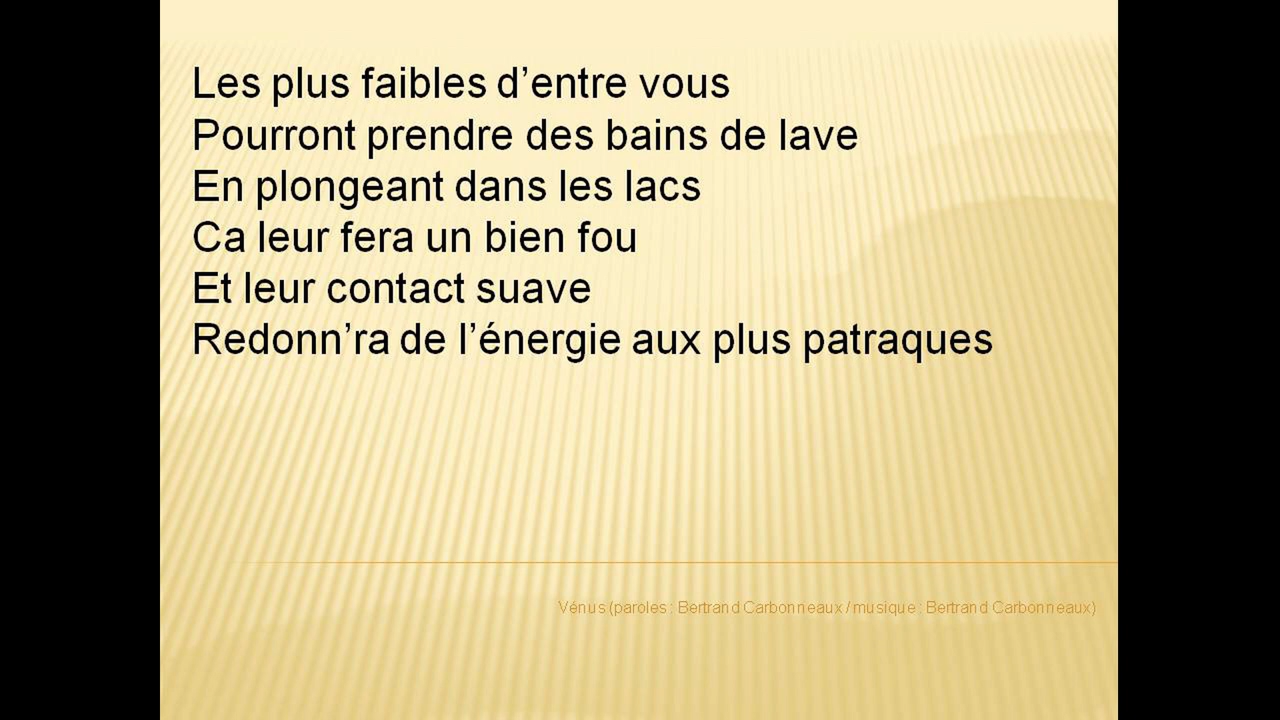 Les plus faibles d’entre vous
Pourront prendre des bains de lave
En plongeant dans les lacs
Ca leur fera un bien fou
Et leur contact suave
Redonn’ra de l’énergie aux plus patraques
Vénus (paroles : Bertrand Carbonneaux / musique : Bertrand Carbonneaux)